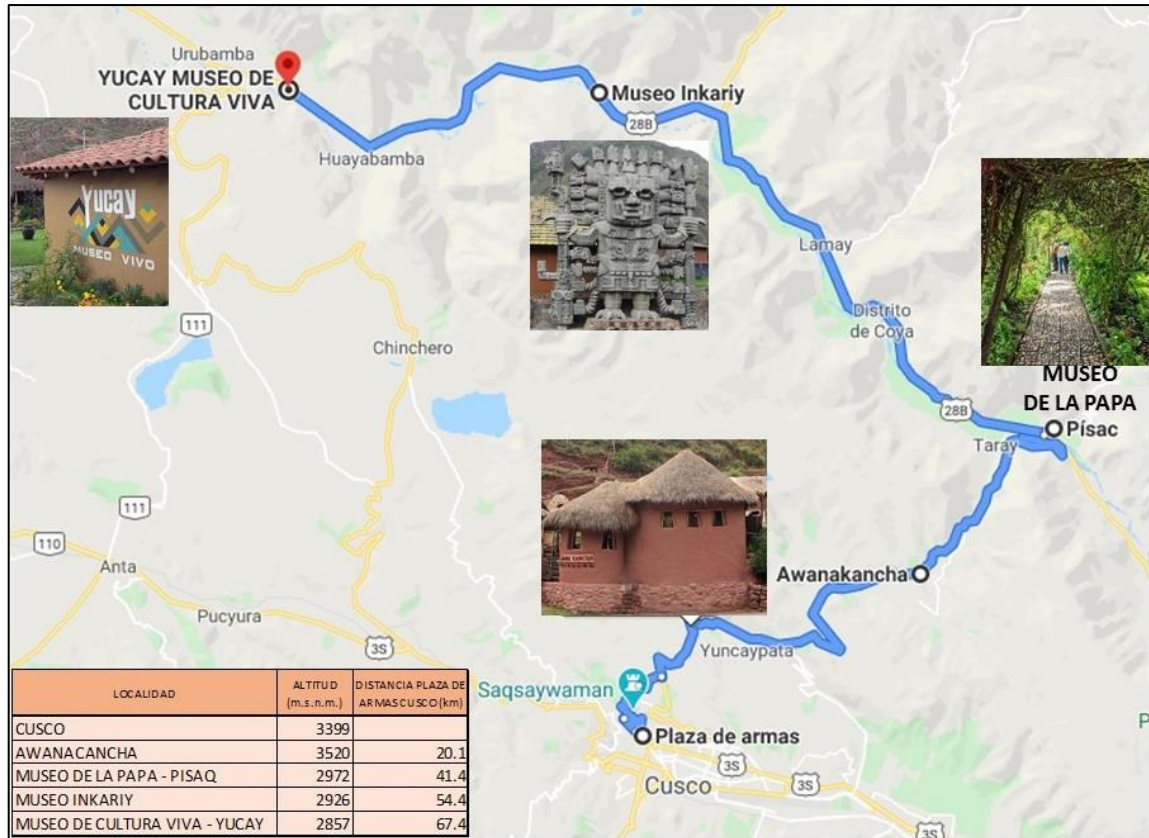 Urubamba
YUCAY MUSEO DE
CULTURA VIVA
Museo Inkariy
28B
Huayabamba
Yucay
MUSEO VIVO
Lamay
Distrito
de Coya
111
Chinchero
MUSEO
DE LA PAPA
28B
Písac
Taray
111
110
Anta
Awanakancha
Pucyura
3S
Yuncaypata
Saqsaywaman
P
Plaza de armas
3S
Cusco
3S
3S
LOCALIDAD ALTITUD (m.s.n.m.) DISTANCIA PLAZA DE ARMAS CUSCO (km)
CUSCO 3399
AWANACANCHA 3520 20.1
MUSEO DE LA PAPA - PISAQ 2972 41.4
MUSEO INKARIY 2926 54.4
MUSEO DE CULTURA VIVA - YUCAY 2857 67.4